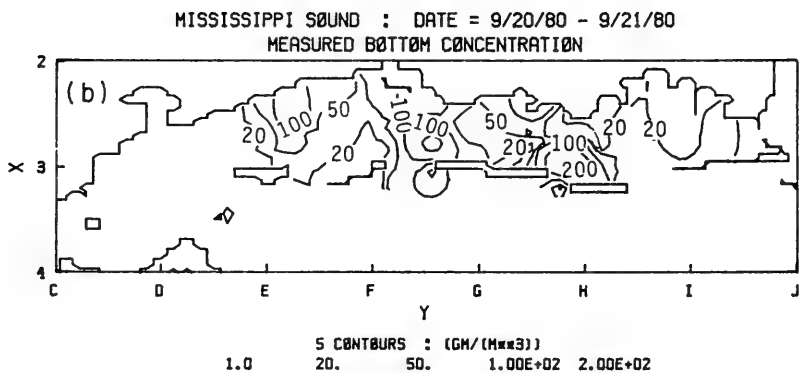 MISSISSIPPI SØUND : DATE = 9/20/80 - 9/21/80
MEASURED BØTTØM CØNCENTRATIØN
(b)
2
3
4
X
20
100
50
20
100
100
50
20
100
200
20
20
C D E F G H I J
Y
5 CØNTØURS : (GM/(M**3))
1.0 20. 50. 1.00E+02 2.00E+02